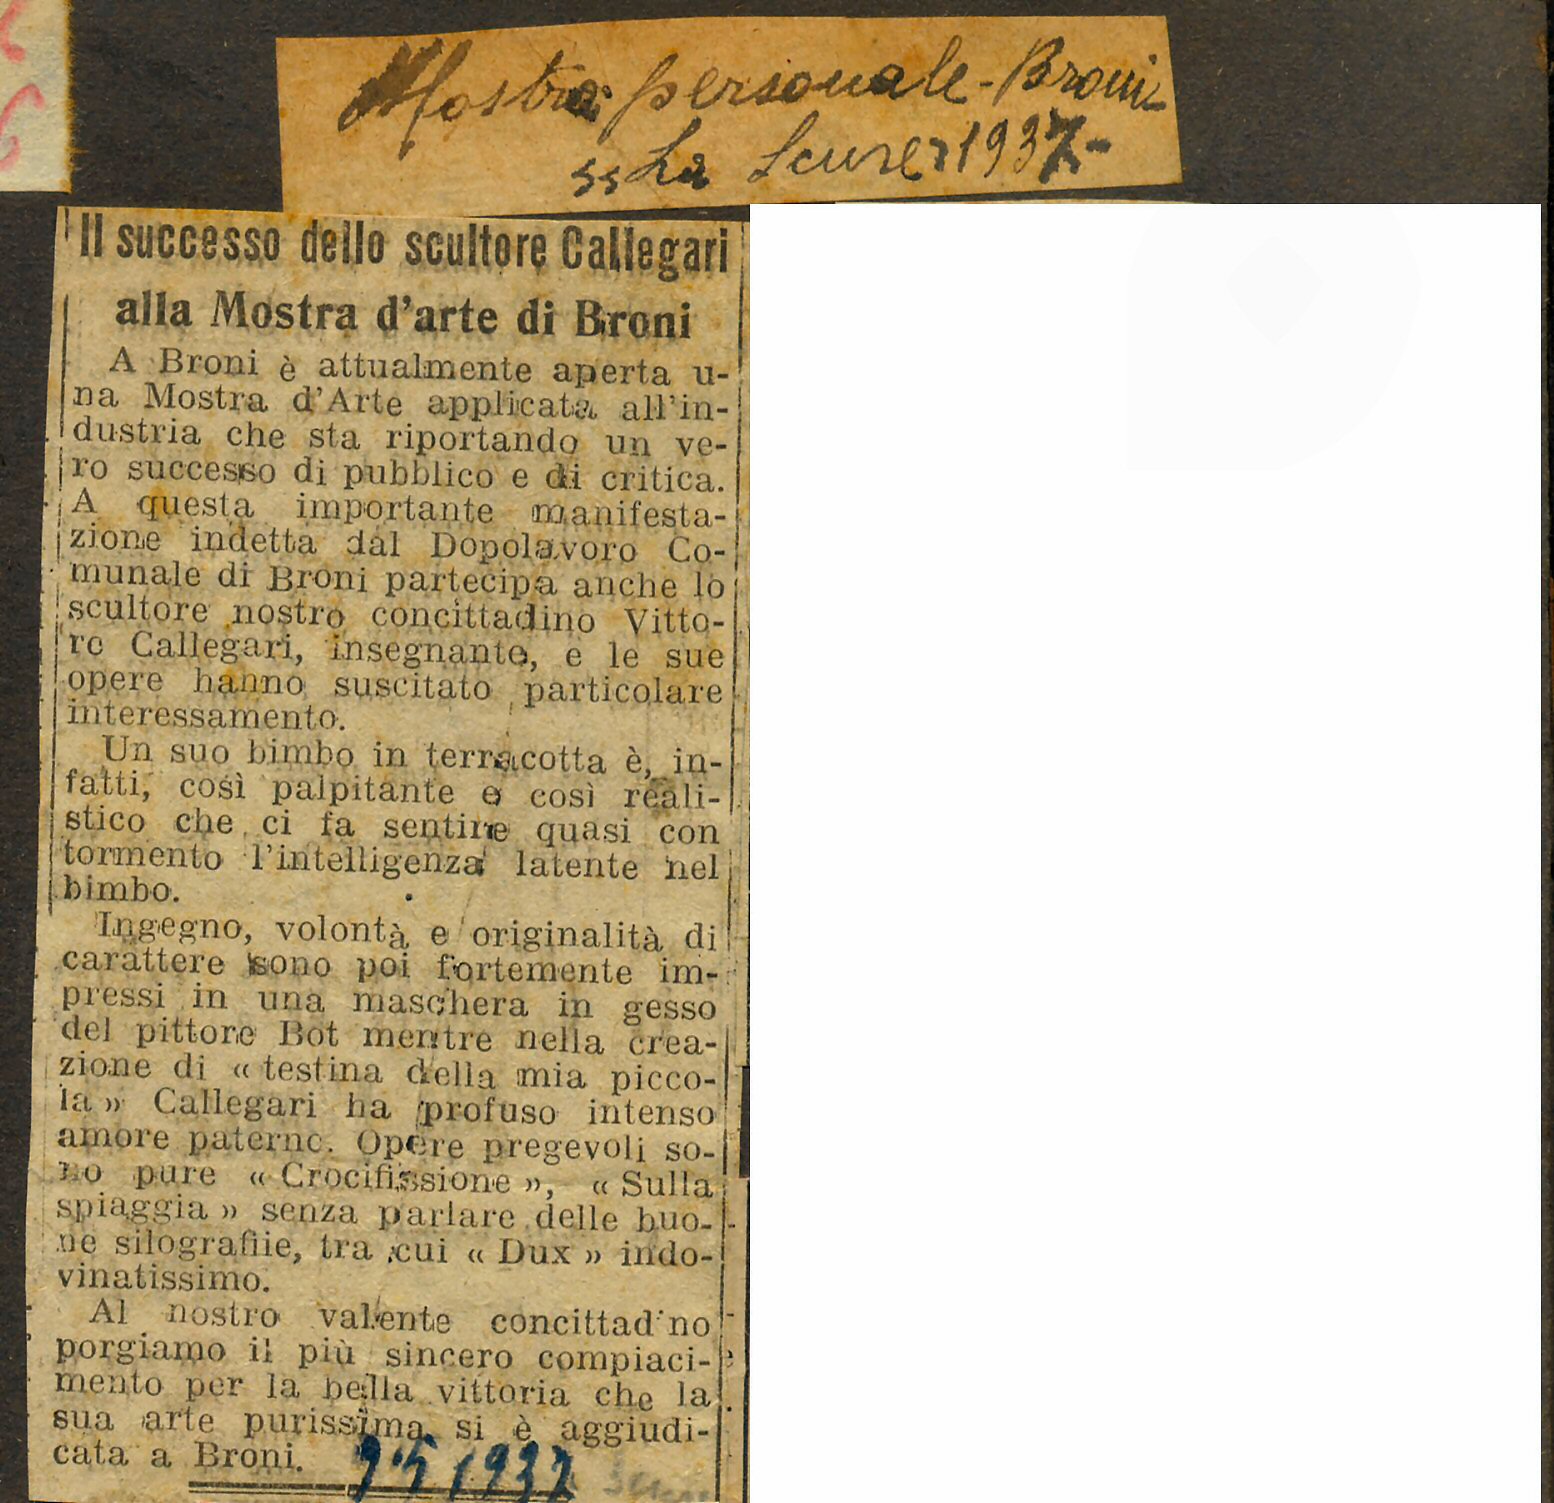 Mostra personale - Broni
"La Scure" 1937-
Il successo dello scultore Callegari
alla Mostra d'arte di Broni
A Broni è attualmente aperta u-
na Mostra d'Arte applicata all'in-
dustria che sta riportando un ve-
ro successo di pubblico e di critica.
A questa importante manifesta-
zione indetta dal Dopolavoro Co-
munale di Broni partecipa anche lo
scultore nostro concittadino Vitto-
re Callegari, insegnante, e le sue
opere hanno suscitato particolare
interessamento.
Un suo bimbo in terracotta è, in-
fatti, così palpitante e così reali-
stico che ci fa sentire quasi con
tormento l'intelligenza latente nel
bimbo.
Ingegno, volontà e originalità di
carattere sono poi fortemente im-
pressi in una maschera in gesso
del pittore Bot mentre nella crea-
zione di « testina della mia picco-
la » Callegari ha profuso intenso
amore paterno. Opere pregevoli so-
no pure « Crocifissione », « Sulla
spiaggia » senza parlare delle buo-
ne silografiie, tra cui « Dux » indo-
vinatissimo.
Al nostro valente concittad no
porgiamo il più sincero compiaci-
mento per la bella vittoria che la
sua arte purissima si è aggiudi-
cata a Broni.
9·5 1937